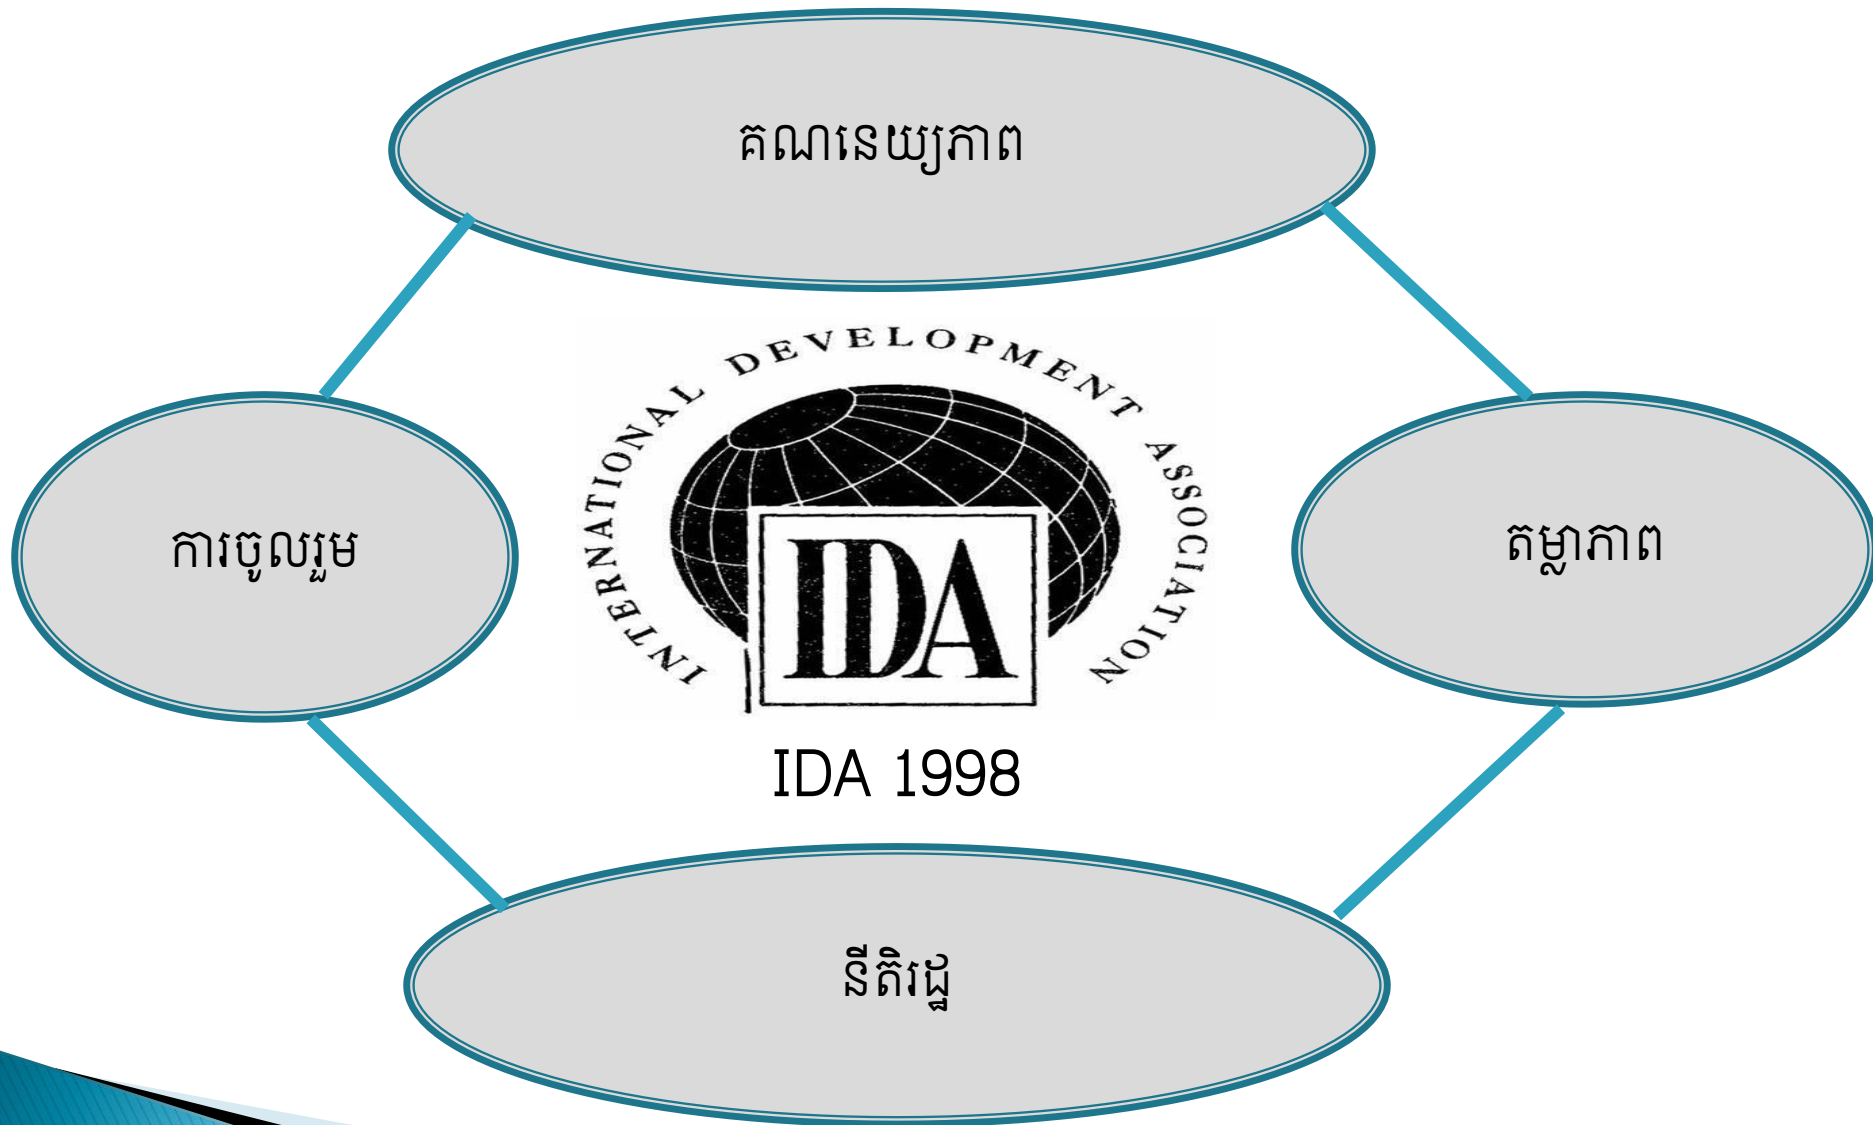 គណនេយ្យភាព
INTERNATIONAL DEVELOPMENT ASSOCIATION
ការចូលរួម
IDA
តម្លាភាព
IDA 1998
នីតិរដ្ឋ